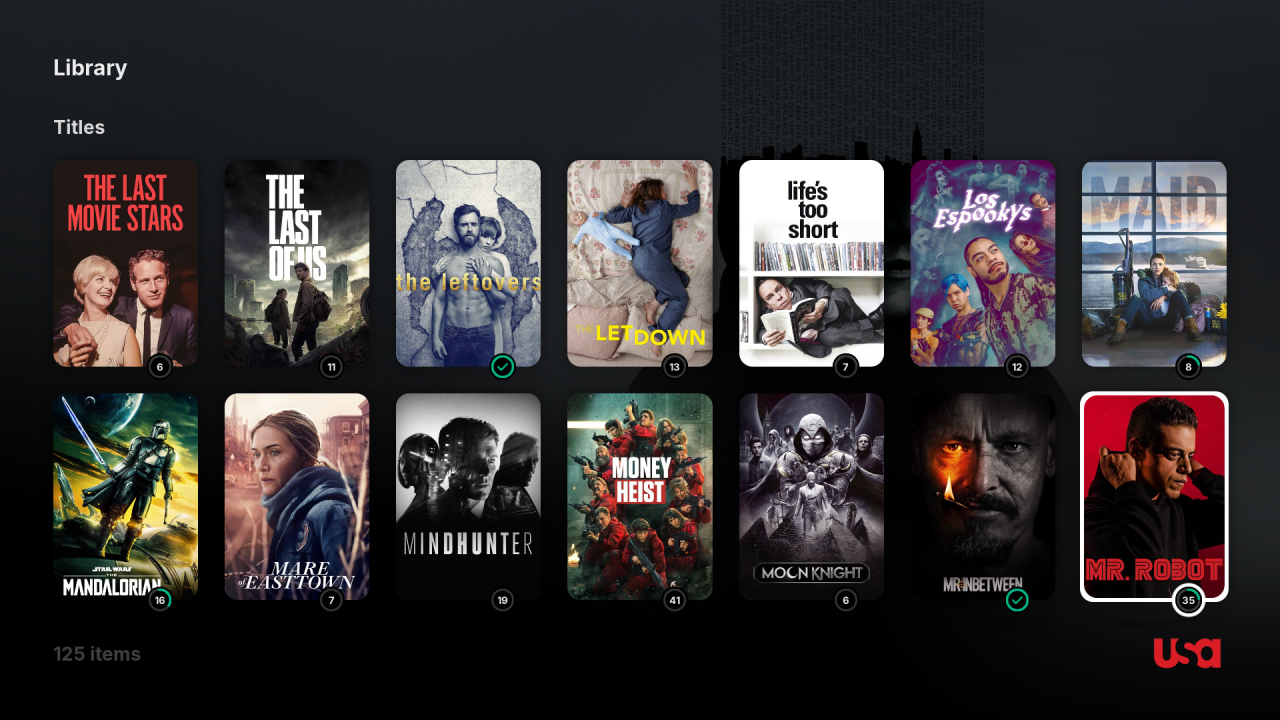 Library
Titles
THE LAST
MOVIE STARS
THE
LAST
OF US
the leftovers
THE LETDOWN
life's
too
short
Los
Espookys
MAID
6
11
13
7
12
8
STAR WARS
THE
MANDALORIAN
MARE
of EASTTOWN
MINDHUNTER
MONEY
HEIST
MOON KNIGHT
MR INBETWEEN
MR. ROBOT
16
7
19
41
6
35
125 items
usa